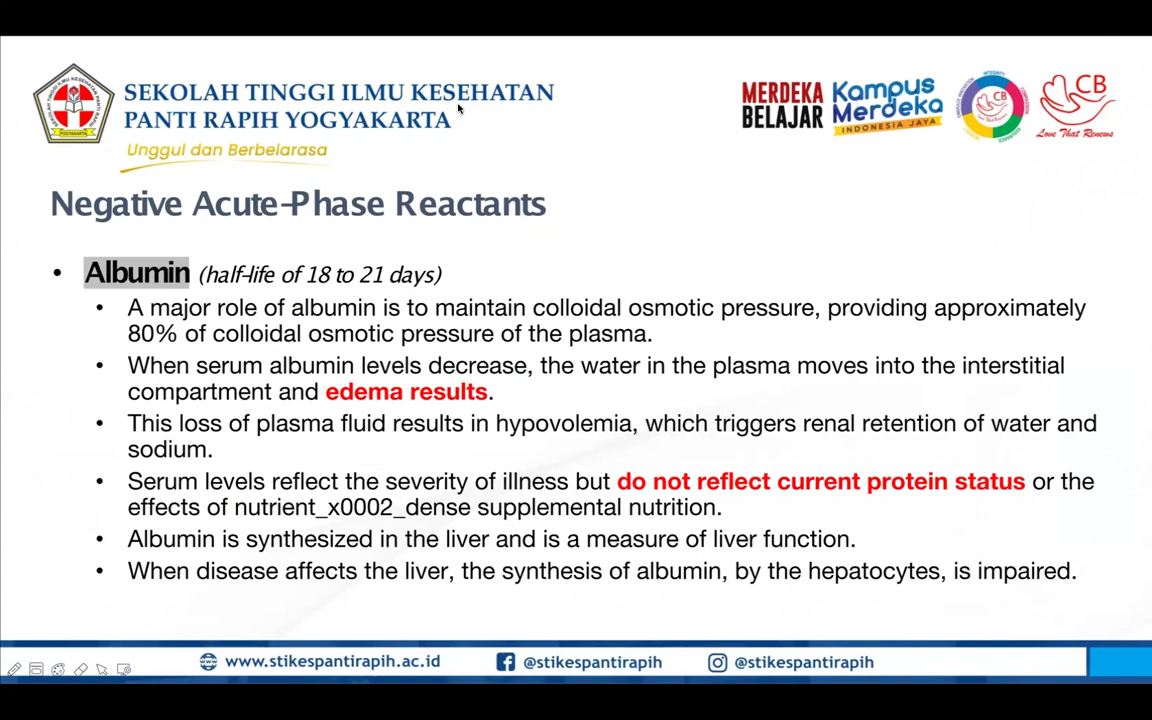 SEKOLAH TINGGI ILMU KESEHATAN
PANTI RAPIH YOGYAKARTA
Unggul dan Berbelarasa
MERDEKA
BELAJAR
Kampus
Merdeka
INDONESIA JAYA
CB
Love That Renews
Negative Acute-Phase Reactants
• Albumin (half-life of 18 to 21 days)
• A major role of albumin is to maintain colloidal osmotic pressure, providing approximately
80% of colloidal osmotic pressure of the plasma.
• When serum albumin levels decrease, the water in the plasma moves into the interstitial
compartment and edema results.
• This loss of plasma fluid results in hypovolemia, which triggers renal retention of water and
sodium.
• Serum levels reflect the severity of illness but do not reflect current protein status or the
effects of nutrient_x0002_dense supplemental nutrition.
• Albumin is synthesized in the liver and is a measure of liver function.
• When disease affects the liver, the synthesis of albumin, by the hepatocytes, is impaired.
www.stikespantirapih.ac.id
@stikespantirapih
@stikespantirapih